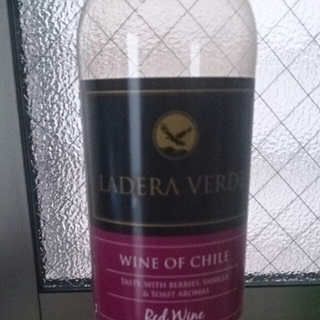 LADERA VERDE
WINE OF CHILE
TASTE WITH BERRIES, VANILLA
& TOAST AROMAS
Red Wine